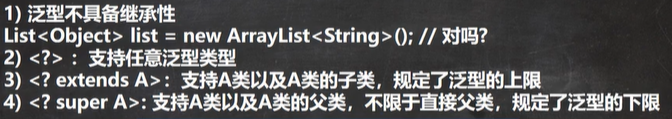 1) 泛型不具备继承性
List<Object> list = new ArrayList<String>(); // 对吗?
2) <?> ：支持任意泛型类型
3) <? extends A>：支持A类以及A类的子类，规定了泛型的上限
4) <? super A>：支持A类以及A类的父类，不限于直接父类，规定了泛型的下限